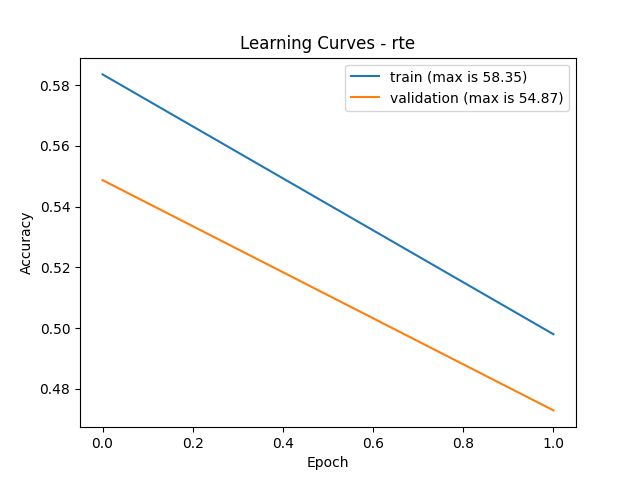 Learning Curves - rte
train (max is 58.35)
validation (max is 54.87)
Accuracy
0.58
0.56
0.54
0.52
0.50
0.48
0.0 0.2 0.4 0.6 0.8 1.0
Epoch